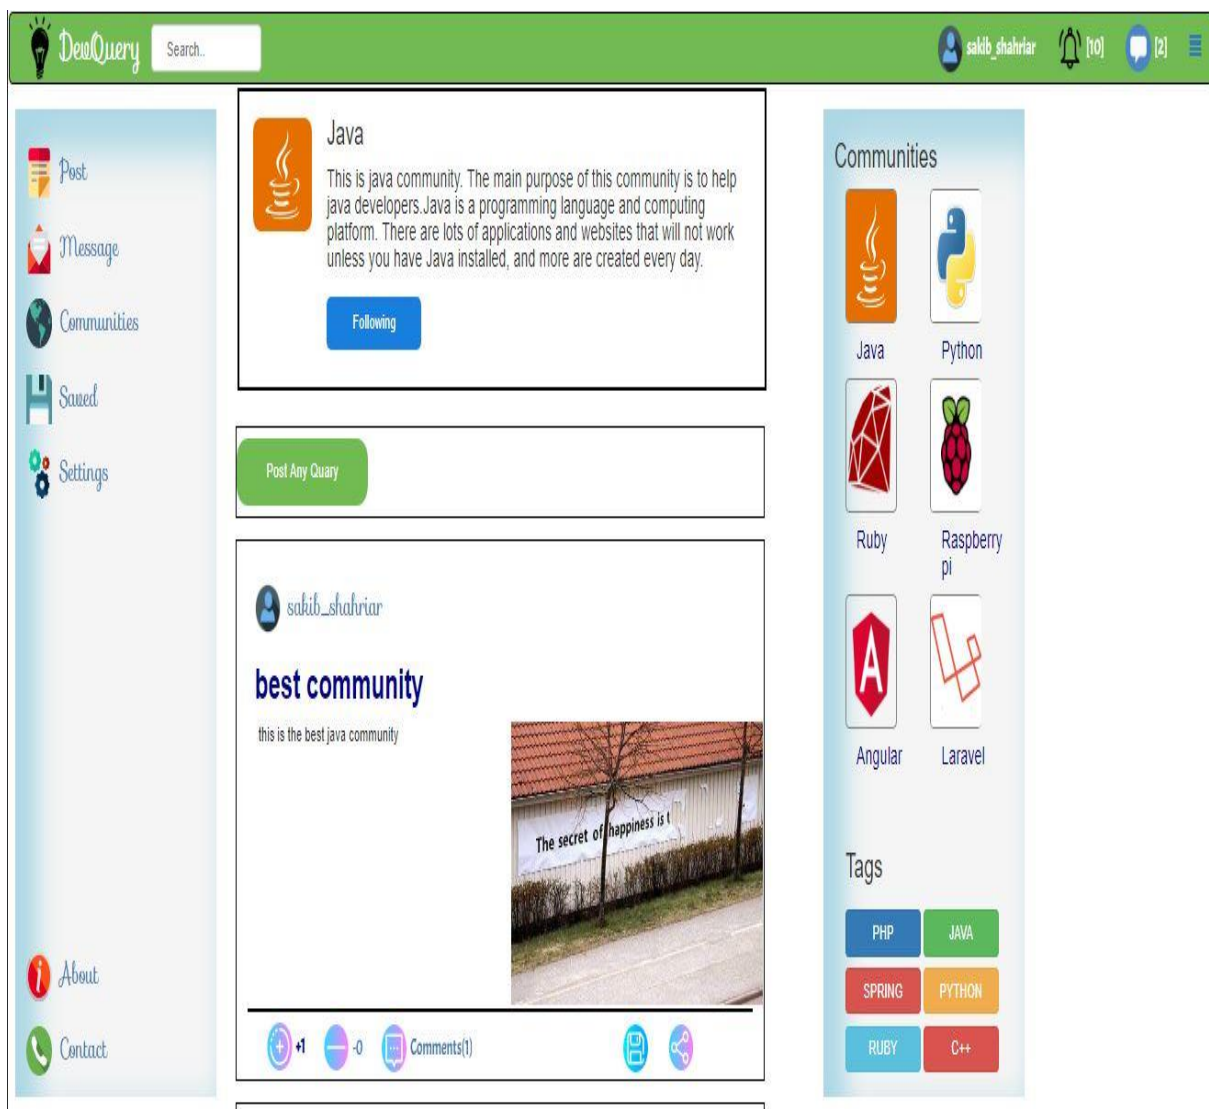 DevQuery
Search..
sakib_shahriar
[10]
[2]
Post
Message
Communities
Saved
Settings
About
Contact
Java
This is java community. The main purpose of this community is to help
java developers.Java is a programming language and computing
platform. There are lots of applications and websites that will not work
unless you have Java installed, and more are created every day.
Following
Post Any Quary
sakib_shahriar
best community
this is the best java community
The secret of happiness is t
+1
-0
Comments(1)
Communities
Java
Python
Ruby
Raspberry
pi
Angular
Laravel
Tags
PHP
JAVA
SPRING
PYTHON
RUBY
C++